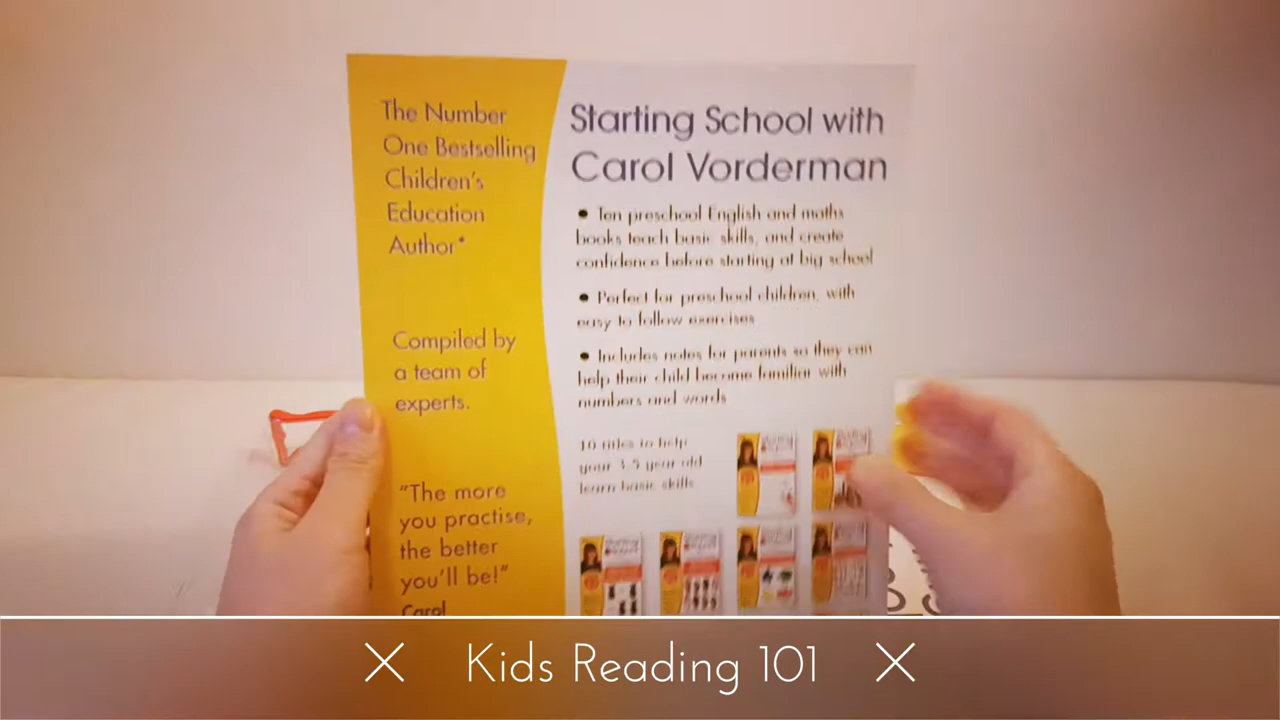 The Number
One Bestselling
Children's
Education
Author*
Compiled by
a team of
experts.
"The more
you practise,
the better
you'll be!"
Carol
Starting School with
Carol Vorderman
• Ten preschool English and maths
books teach basic skills, and create
confidence before starting at big school
• Perfect for preschool children, with
easy to follow exercises
• Includes notes for parents so they can
help their child become familiar with
numbers and words
10 titles to help
your 3-5 year old
learn basic skills
Kids Reading 101